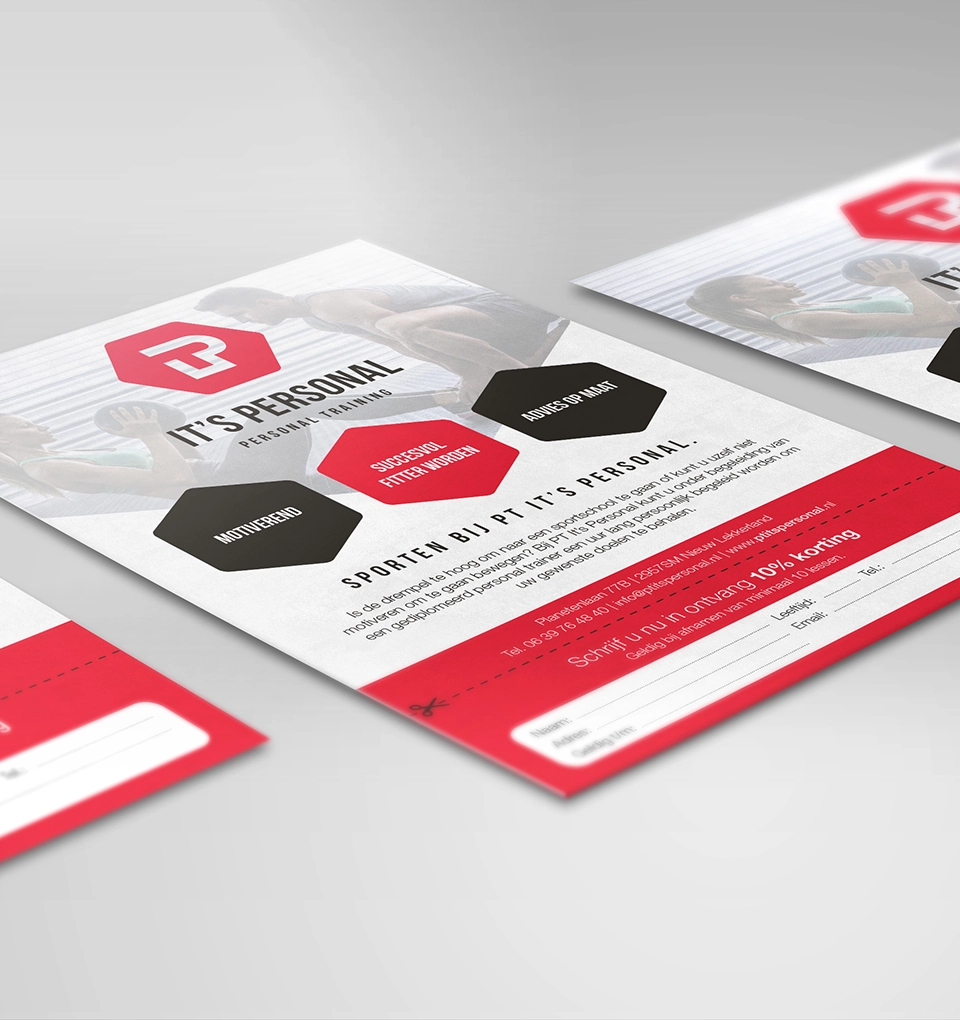 PT
IT'S PERSONAL
PERSONAL TRAINING
MOTIVEREND
SUCCESVOL
FITTER WORDEN
ADVIES OP MAAT
SPORTEN BIJ PT IT'S PERSONAL.
Is de drempel te hoog om naar een sportschool te gaan of kunt u uzelf niet
motiveren om te gaan bewegen? Bij PT It's Personal kunt u onder begeleiding van
een gediplomeerd personal trainer een uur lang persoonlijk begeleid worden om
uw gewenste doelen te behalen.
Planetenlaan 77B | 2957SM Nieuw Lekkerland
Tel. 06 39 76 48 40 | info@ptitspersonal.nl | www.ptitspersonal.nl
Schrijf u nu in ontvang 10% korting
Geldig bij afnamen van minimaal 10 lessen.
Naam: Leeftijd: Tel.:
Adres: Email:
Geldig t/m:
PT
IT'
Tel.: